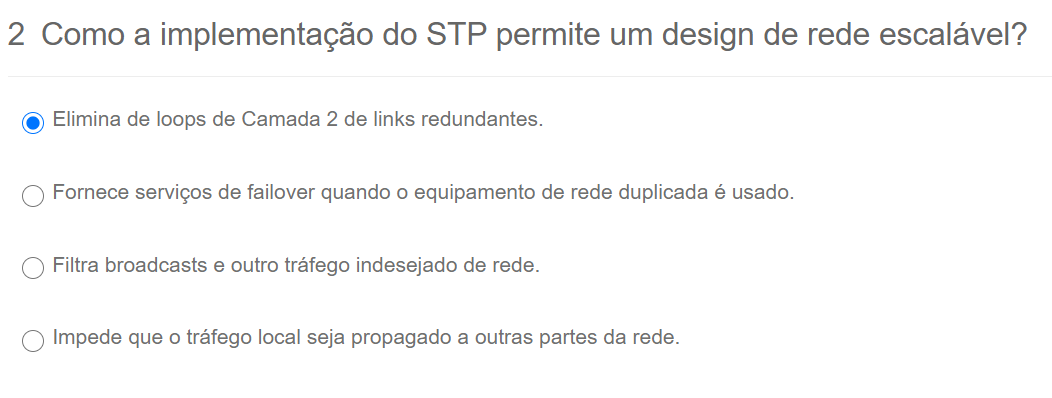 2 Como a implementação do STP permite um design de rede escalável?
Elimina de loops de Camada 2 de links redundantes.
Fornece serviços de failover quando o equipamento de rede duplicada é usado.
Filtra broadcasts e outro tráfego indesejado de rede.
Impede que o tráfego local seja propagado a outras partes da rede.